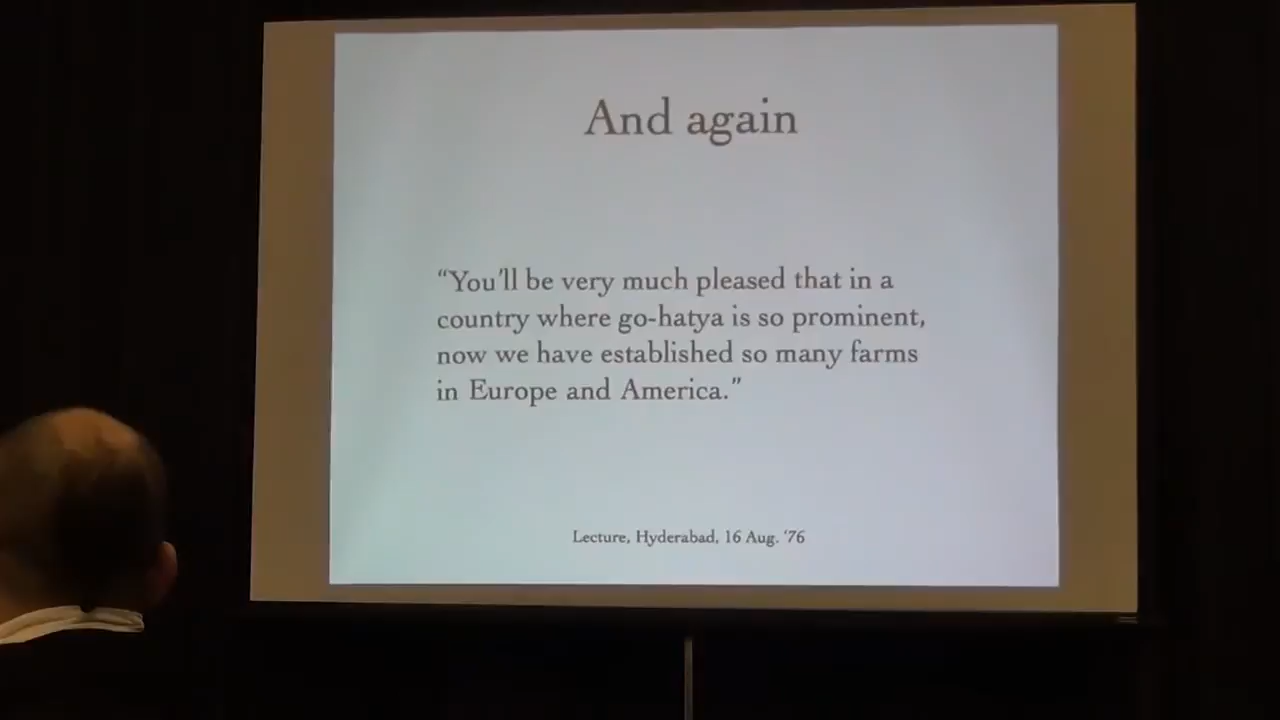 And again
“You’ll be very much pleased that in a
country where go-hatya is so prominent,
now we have established so many farms
in Europe and America.”
Lecture, Hyderabad, 16 Aug. ‘76